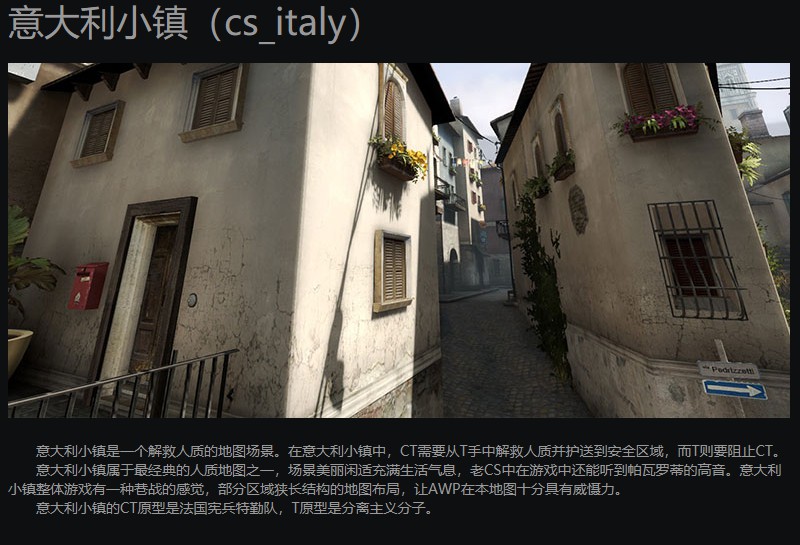 意大利小镇（cs_italy）
via Pedrizzetti
意大利小镇是一个解救人质的地图场景。在意大利小镇中，CT需要从T手中解救人质并护送到安全区域，而T则要阻止CT。
意大利小镇属于最经典的人质地图之一，场景美丽闲适充满生活气息，老CS中在游戏中还能听到帕瓦罗蒂的高音。意大利
小镇整体游戏有一种巷战的感觉，部分区域狭长结构的地图布局，让AWP在本地图十分具有威慑力。
意大利小镇的CT原型是法国宪兵特勤队，T原型是分离主义分子。